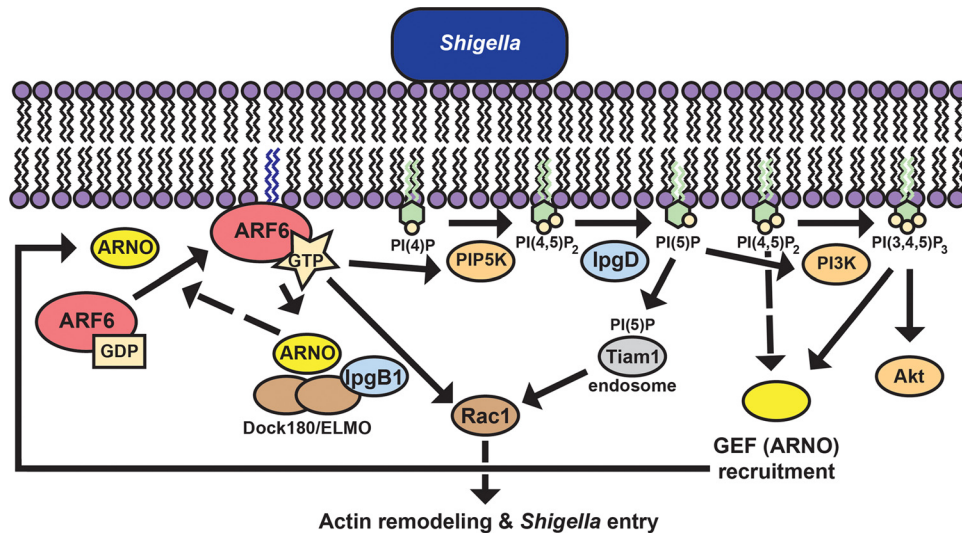 Shigella
ARF6
GTP
PI(4)P
PI(4,5)P2
PI(5)P
PI(4,5)P2
PI(3,4,5)P3
ARNO
PIP5K
IpgD
PI3K
ARF6
GDP
PI(5)P
Tiam1
endosome
ARNO
IpgB1
Dock180/ELMO
Rac1
Akt
GEF (ARNO)
recruitment
Actin remodeling & Shigella entry